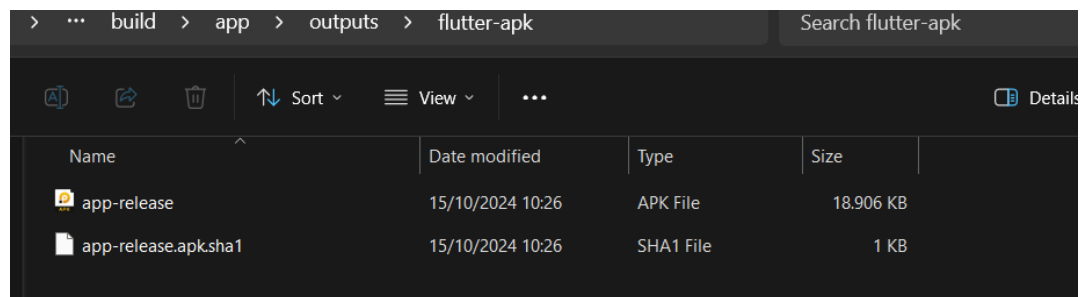 > ... build > app > outputs > flutter-apk Search flutter-apk
Sort View ... Details
Name Date modified Type Size
app-release 15/10/2024 10:26 APK File 18.906 KB
app-release.apk.sha1 15/10/2024 10:26 SHA1 File 1 KB